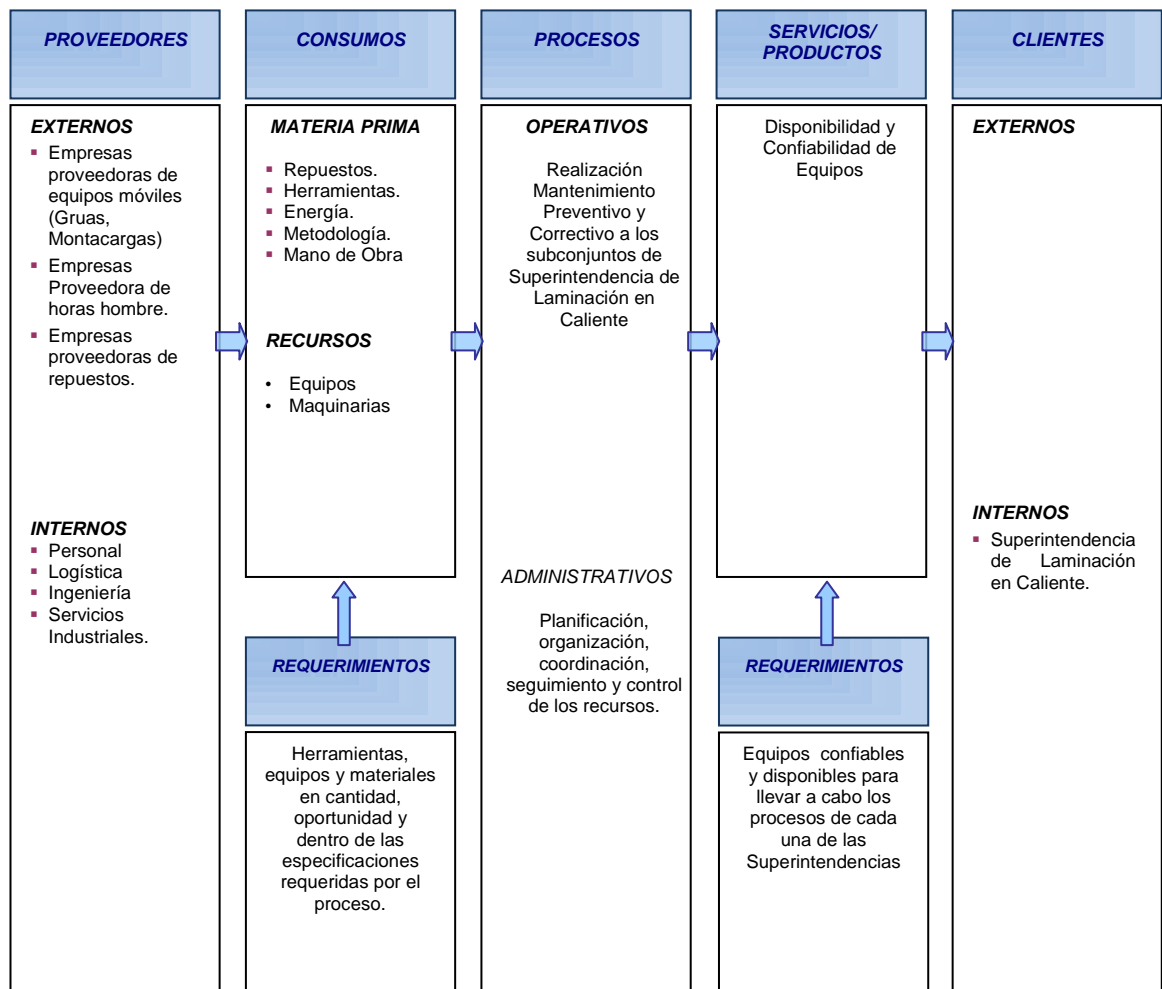 PROVEEDORES
CONSUMOS
PROCESOS
SERVICIOS/
PRODUCTOS
CLIENTES
EXTERNOS
▪ Empresas
proveedoras de
equipos móviles
(Gruas,
Montacargas)
▪ Empresas
Proveedora de
horas hombre.
▪ Empresas
proveedoras de
repuestos.
INTERNOS
▪ Personal
▪ Logística
▪ Ingeniería
▪ Servicios
Industriales.
MATERIA PRIMA
▪ Repuestos.
▪ Herramientas.
▪ Energía.
▪ Metodología.
▪ Mano de Obra
RECURSOS
• Equipos
• Maquinarias
REQUERIMIENTOS
Herramientas,
equipos y materiales
en cantidad,
oportunidad y
dentro de las
especificaciones
requeridas por el
proceso.
OPERATIVOS
Realización
Mantenimiento
Preventivo y
Correctivo a los
subconjuntos de
Superintendencia de
Laminación en
Caliente
ADMINISTRATIVOS
Planificación,
organización,
coordinación,
seguimiento y control
de los recursos.
Disponibilidad y
Confiabilidad de
Equipos
REQUERIMIENTOS
Equipos confiables
y disponibles para
llevar a cabo los
procesos de cada
una de las
Superintendencias
EXTERNOS
INTERNOS
▪ Superintendencia
de Laminación
en Caliente.